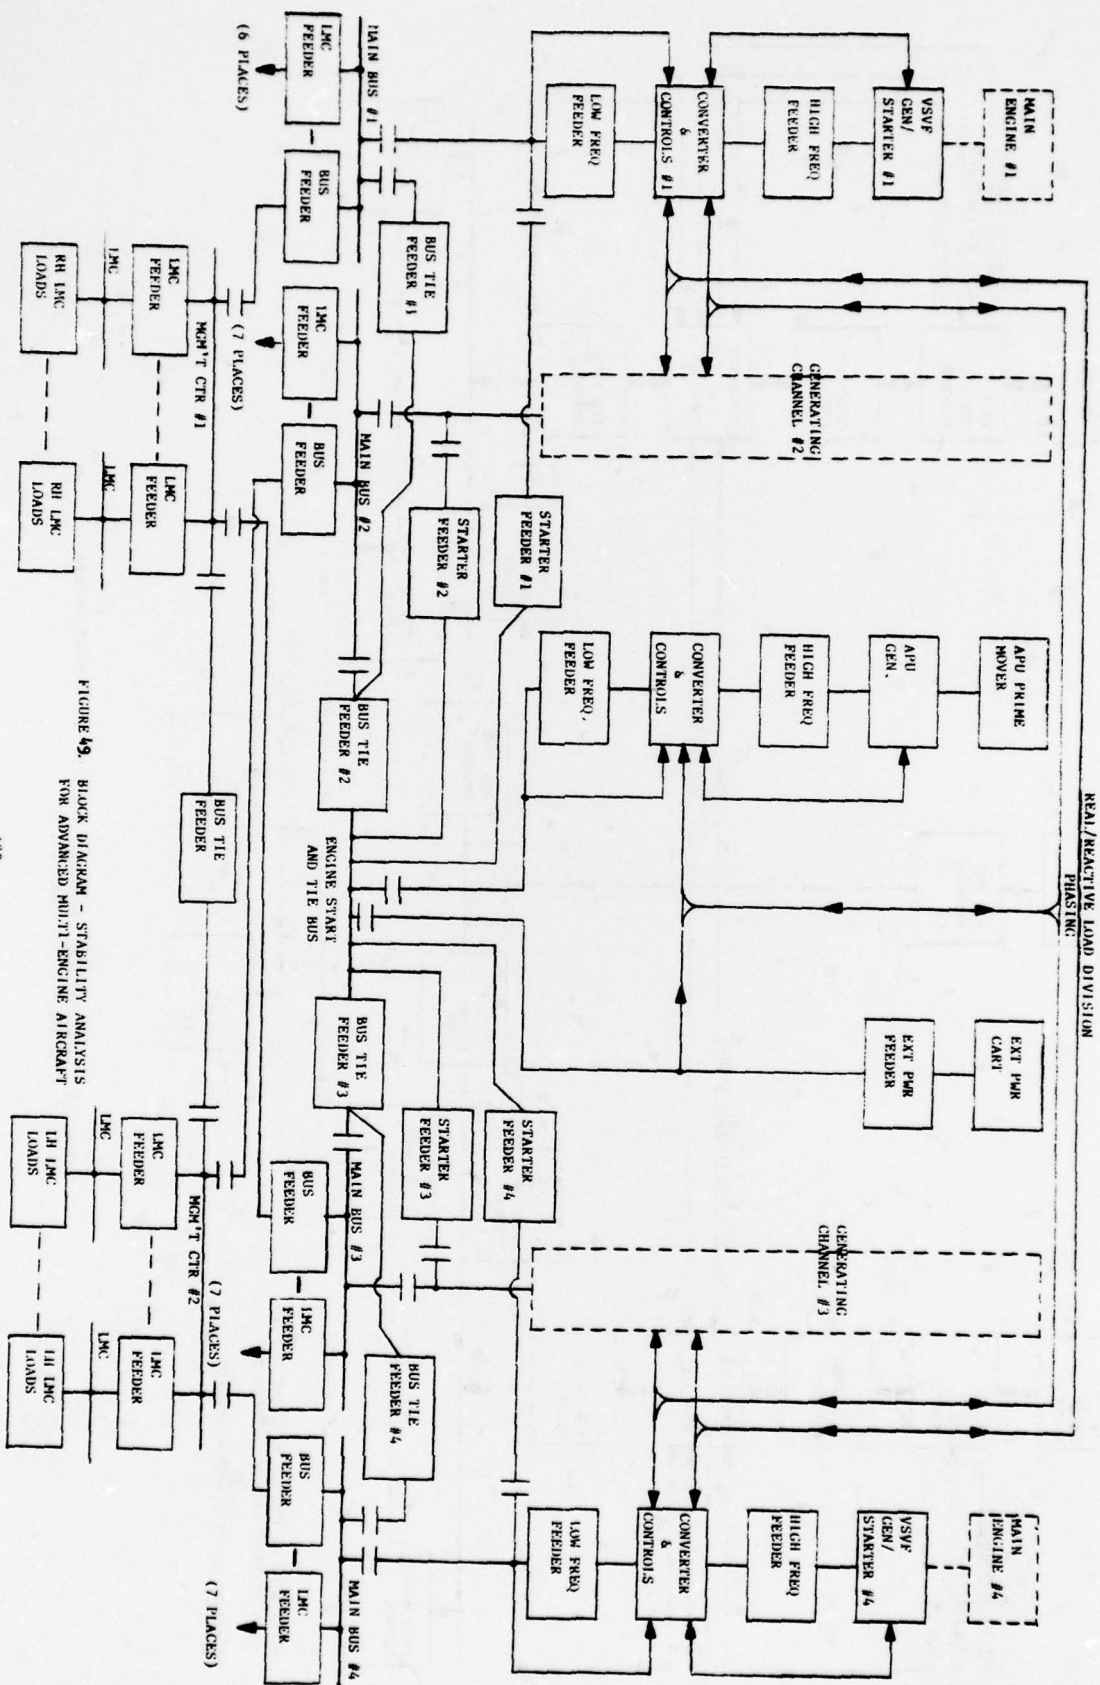 REAL/REACTIVE LOAD DIVISION
PHASING
MAIN
ENGINE #1
VSVF
GEN/
STARTER #1
HIGH FREQ
FEEDER
CONVERTER
&
CONTROLS #1
LOW FREQ
FEEDER
GENERATING
CHANNEL #2
STARTER
FEEDER #1
STARTER
FEEDER #2
APU PRIME
MOVER
APU
GEN.
HIGH FREQ
FEEDER
CONVERTER
&
CONTROLS
LOW FREQ.
FEEDER
EXT PWR
CART
EXT PWR
FEEDER
STARTER
FEEDER #4
STARTER
FEEDER #3
GENERATING
CHANNEL #3
MAIN
ENGINE #4
VSVF
GEN/
STARTER #4
HIGH FREQ
FEEDER
CONVERTER
&
CONTROLS
LOW FREQ
FEEDER
MAIN BUS #1
BUS TIE
FEEDER #1
MAIN BUS #2
BUS TIE
FEEDER #2
ENGINE START
AND TIE BUS
BUS TIE
FEEDER #3
MAIN BUS #3
BUS TIE
FEEDER #4
MAIN BUS #4
LMC
FEEDER
(6 PLACES)
BUS
FEEDER
LMC
FEEDER
(7 PLACES)
BUS
FEEDER
BUS
FEEDER
LMC
FEEDER
(7 PLACES)
BUS
FEEDER
LMC
FEEDER
(7 PLACES)
MGM'T CTR #1
LMC
FEEDER
LMC
FEEDER
LMC
LMC
RH LMC
LOADS
RH LMC
LOADS
BUS TIE
FEEDER
MGM'T CTR #2
LMC
FEEDER
LMC
FEEDER
LMC
LMC
LH LMC
LOADS
LH LMC
LOADS
FIGURE 49. BLOCK DIAGRAM - STABILITY ANALYSIS
FOR ADVANCED MULTI-ENGINE AIRCRAFT